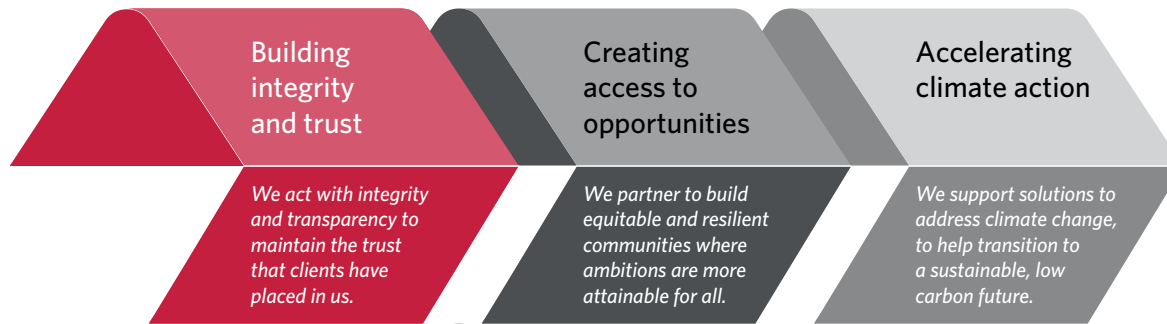 Building
integrity
and trust
We act with integrity
and transparency to
maintain the trust
that clients have
placed in us.
Creating
access to
opportunities
We partner to build
equitable and resilient
communities where
ambitions are more
attainable for all.
Accelerating
climate action
We support solutions to
address climate change,
to help transition to
a sustainable, low
carbon future.